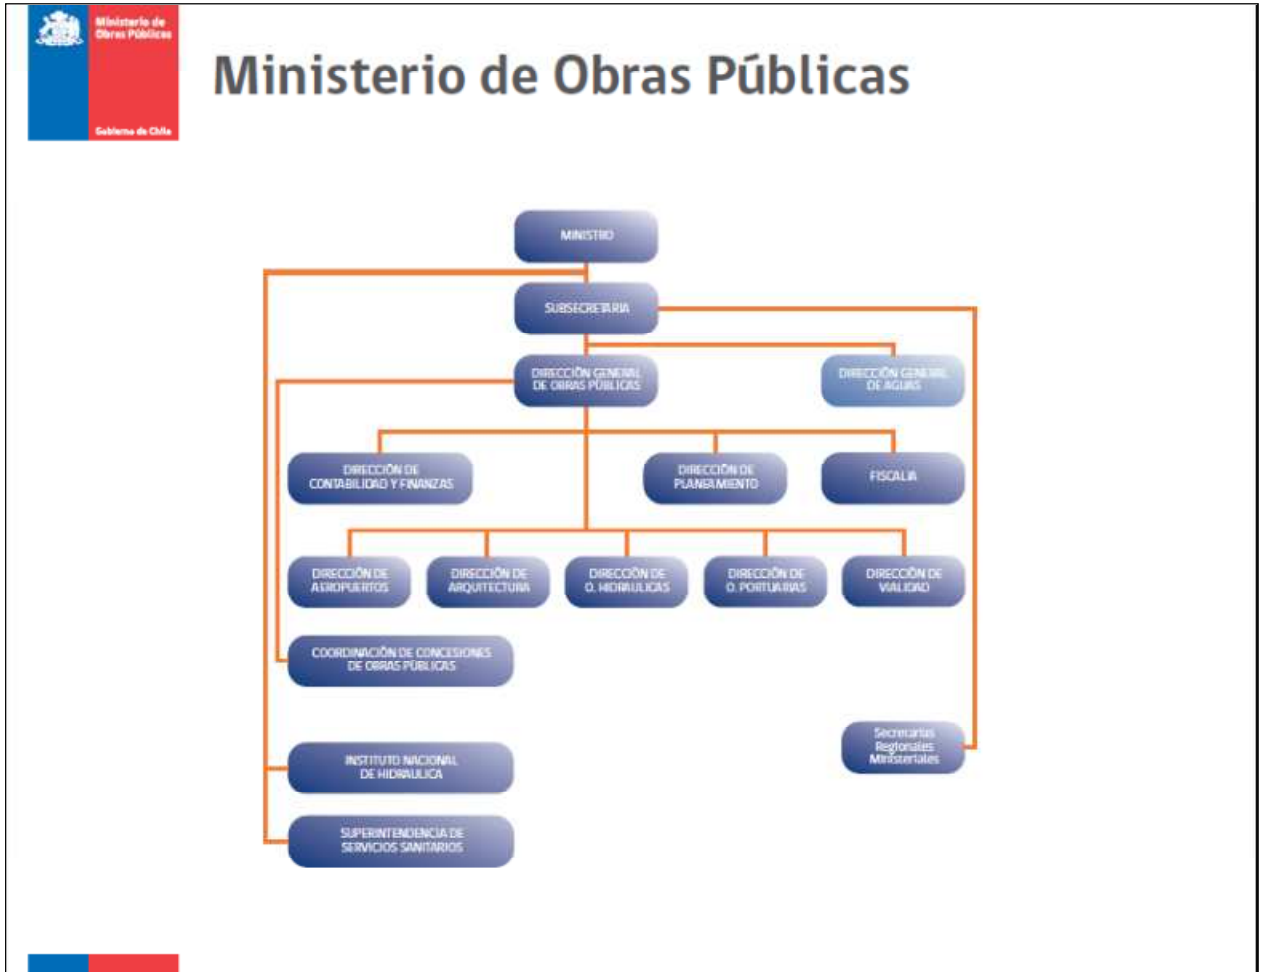 Ministerio de
Obras Públicas
Gobierno de Chile
Ministerio de Obras Públicas
MINISTRO
SUBSECRETARIA
DIRECCIÓN GENERAL
DE OBRAS PÚBLICAS
DIRECCIÓN GENERAL
DE AGUAS
DIRECCIÓN DE
CONTABILIDAD Y FINANZAS
DIRECCIÓN DE
PLANEAMIENTO
FISCALIA
DIRECCIÓN DE
AEROPUERTOS
DIRECCIÓN DE
ARQUITECTURA
DIRECCIÓN DE
O. HIDRAULICAS
DIRECCIÓN DE
O. PORTUARIAS
DIRECCIÓN DE
VIALIDAD
COORDINACIÓN DE CONCESIONES
DE OBRAS PÚBLICAS
Secretarias
Regionales
Ministeriales
INSTITUTO NACIONAL
DE HIDRAULICA
SUPERINTENDENCIA DE
SERVICIOS SANITARIOS